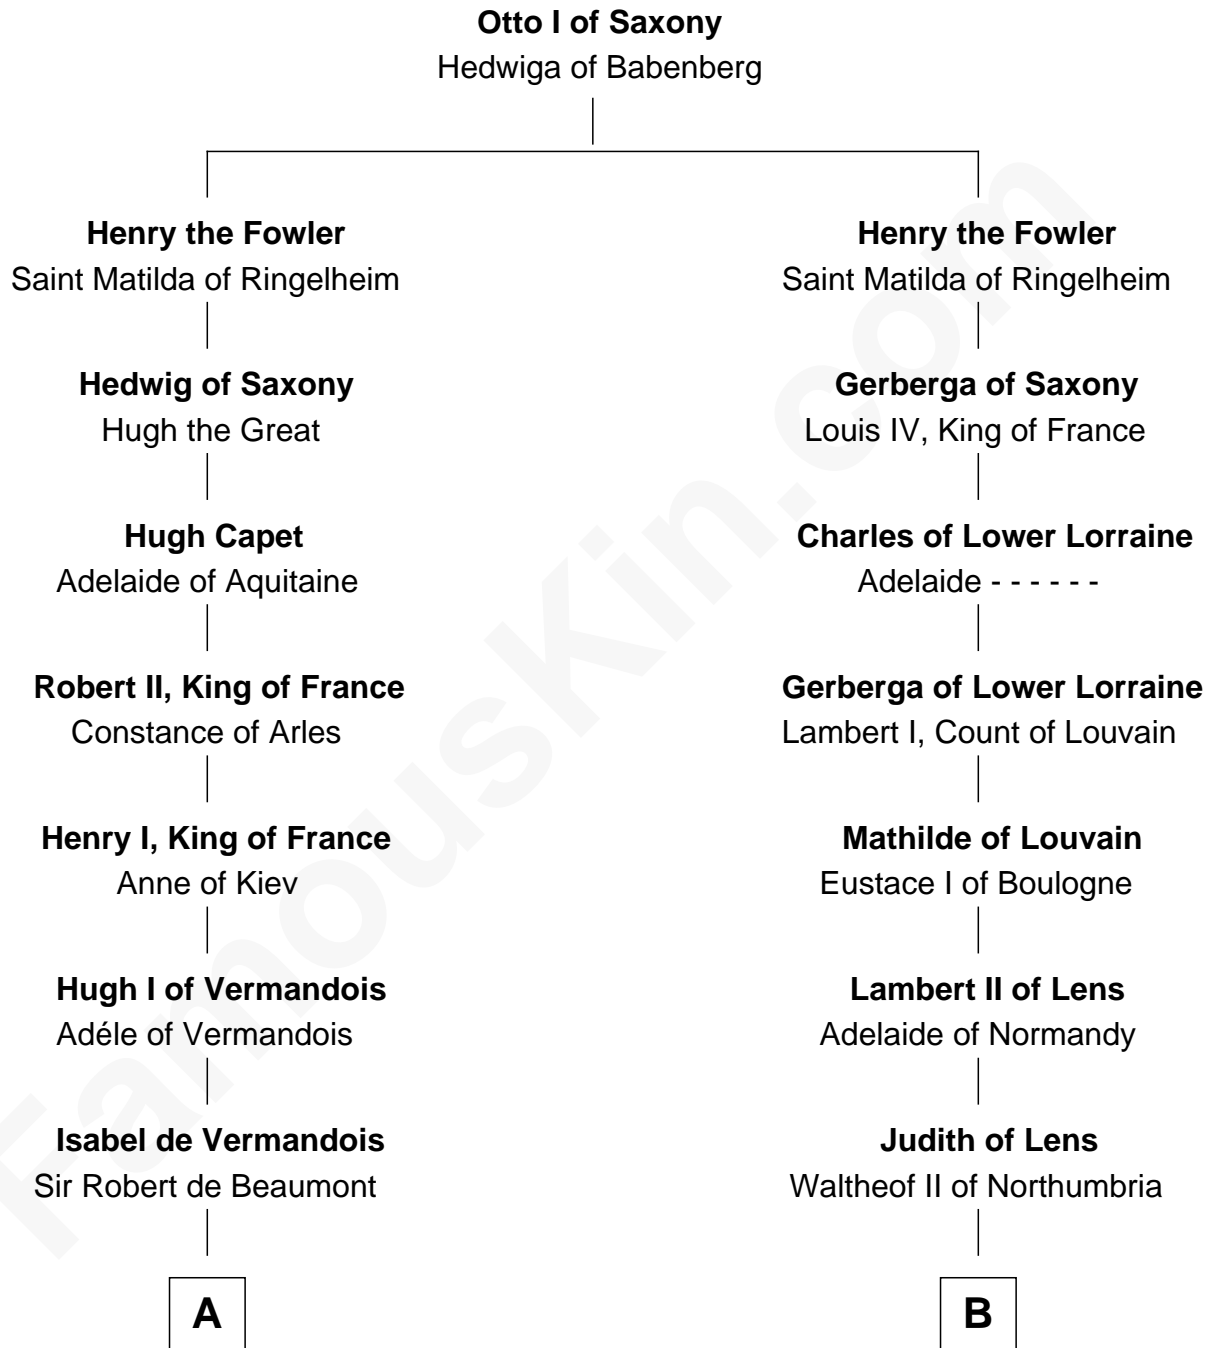 Otto I of Saxony
Hedwiga of Babenberg
Henry the Fowler
Saint Matilda of Ringelheim
Henry the Fowler
Saint Matilda of Ringelheim
Hedwig of Saxony
Hugh the Great
Gerberga of Saxony
Louis IV, King of France
Hugh Capet
Adelaide of Aquitaine
Charles of Lower Lorraine
Adelaide - - - - - -
Robert II, King of France
Constance of Arles
Gerberga of Lower Lorraine
Lambert I, Count of Louvain
Henry I, King of France
Anne of Kiev
Mathilde of Louvain
Eustace I of Boulogne
Hugh I of Vermandois
Adéle of Vermandois
Lambert II of Lens
Adelaide of Normandy
Isabel de Vermandois
Sir Robert de Beaumont
Judith of Lens
Waltheof II of Northumbria
A
B
FamousKin.com